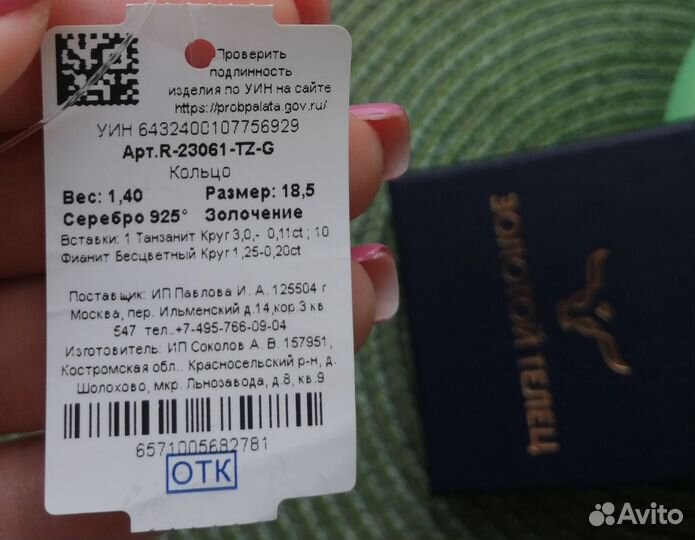 Проверить
подлинность
изделия по УИН на сайте
https://probpalata.gov.ru/
УИН 6432400107756929
Арт.R-23061-TZ-G
Кольцо
Вес: 1,40 Размер: 18,5
Серебро 925° Золочение
Вставки: 1 Танзанит Круг 3,0,- 0,11ct ; 10
Фианит Бесцветный Круг 1,25-0,20ct
Поставщик: ИП Павлова И. А. 125504 г
Москва, пер. Ильменский д.14,кор.3 кв
547 тел..+7-495-766-09-04
Изготовитель: ИП Соколов А. В. 157951,
Костромская обл.. Красносельский р-н, д.
Шолохово, мкр. Льнозавода, д.8, кв.9
6571005682781
ОТК
ЗОЛОТОЙ ТЕЛЕЦ
Avito